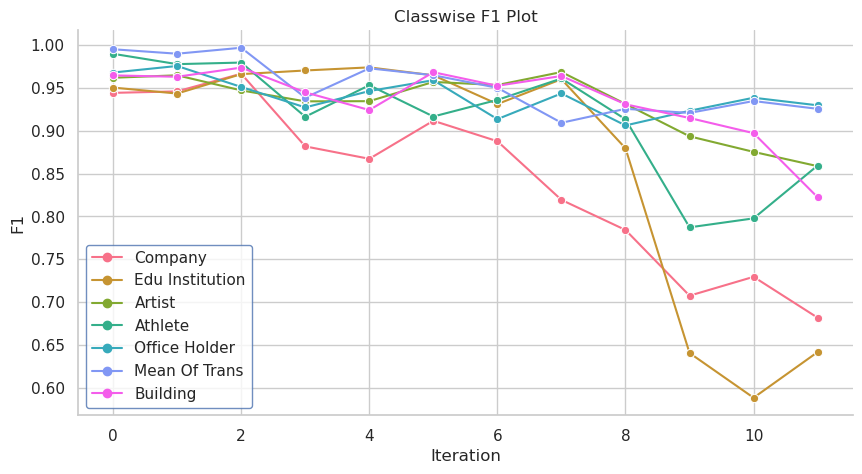 Classwise F1 Plot
F1
1.00
0.95
0.90
0.85
0.80
0.75
0.70
0.65
0.60
Company
Edu Institution
Artist
Athlete
Office Holder
Mean Of Trans
Building
0 2 4 6 8 10
Iteration